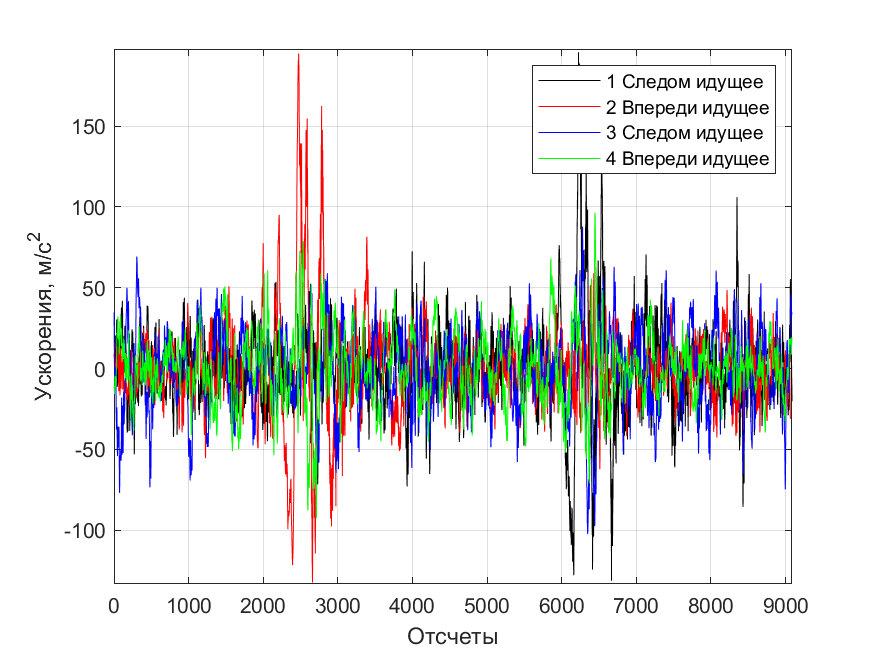 1 Следом идущее
2 Впереди идущее
3 Следом идущее
4 Впереди идущее
150
100
50
0
-50
-100
Ускорения, м/с²
0 1000 2000 3000 4000 5000 6000 7000 8000 9000
Отсчеты